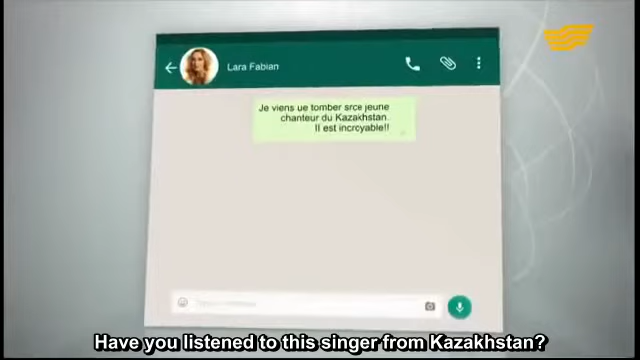 Lara Fabian
Je viens ue tomber srce jeune
chanteur du Kazakhstan.
Il est incroyable!!
Have you listened to this singer from Kazakhstan?